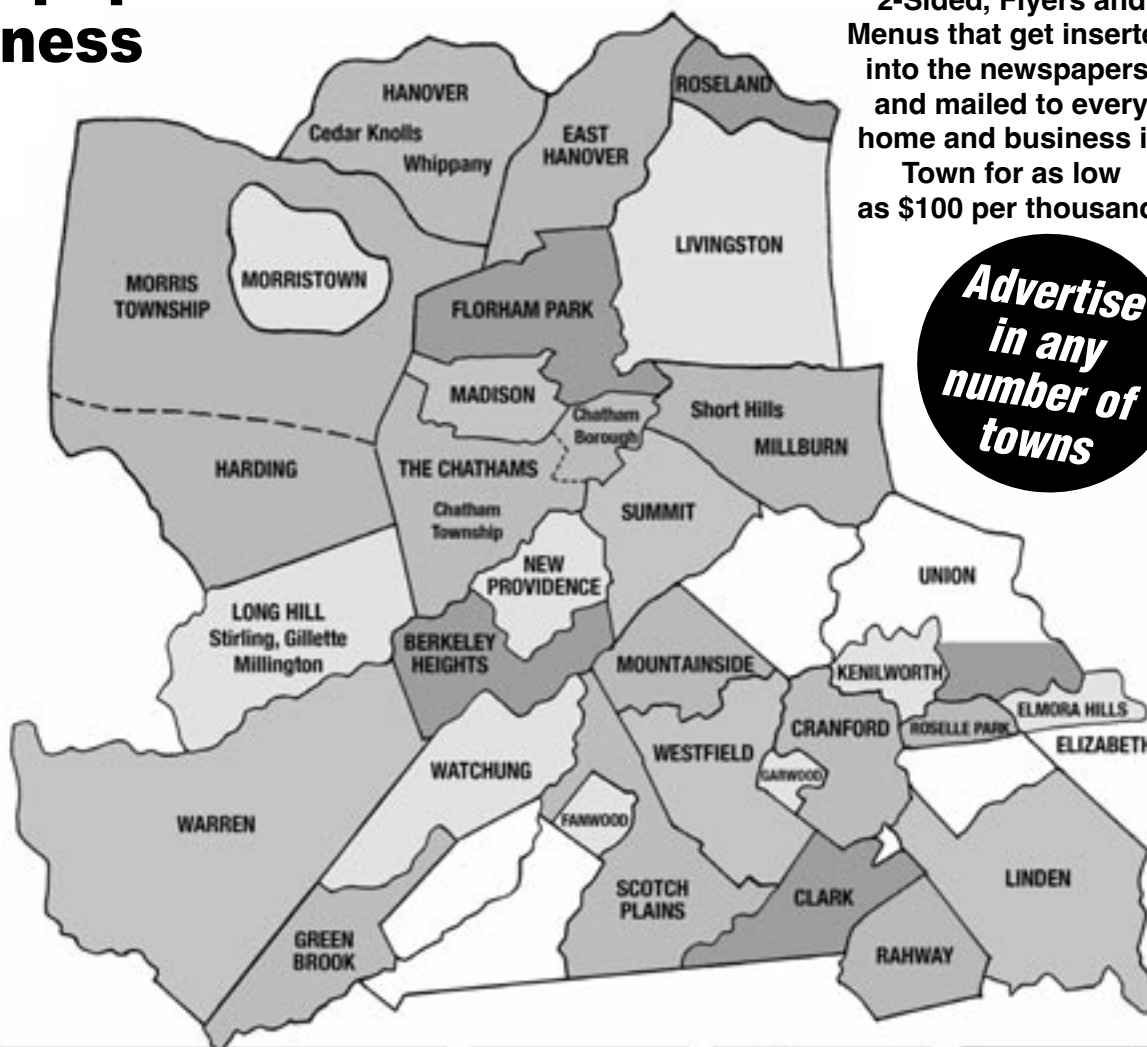 ness
2-Sided, Flyers and
Menus that get inserte
into the newspapers
and mailed to every
home and business i
Town for as low
as $100 per thousand
Advertise
in any
number of
towns
HANOVER
Cedar Knolls
Whippany
EAST
HANOVER
ROSELAND
LIVINGSTON
MORRIS
TOWNSHIP
MORRISTOWN
FLORHAM PARK
MADISON
Chatham
Borough
Short Hills
MILLBURN
HARDING
THE CHATHAMS
Chatham
Township
SUMMIT
NEW
PROVIDENCE
UNION
LONG HILL
Stirling, Gillette
Millington
BERKELEY
HEIGHTS
MOUNTAINSIDE
KENILWORTH
ELMORA HILLS
ROSELLE PARK
CRANFORD
ELIZABETH
WESTFIELD
GARWOOD
WATCHUNG
WARREN
FANWOOD
SCOTCH
PLAINS
CLARK
LINDEN
GREEN
BROOK
RAHWAY